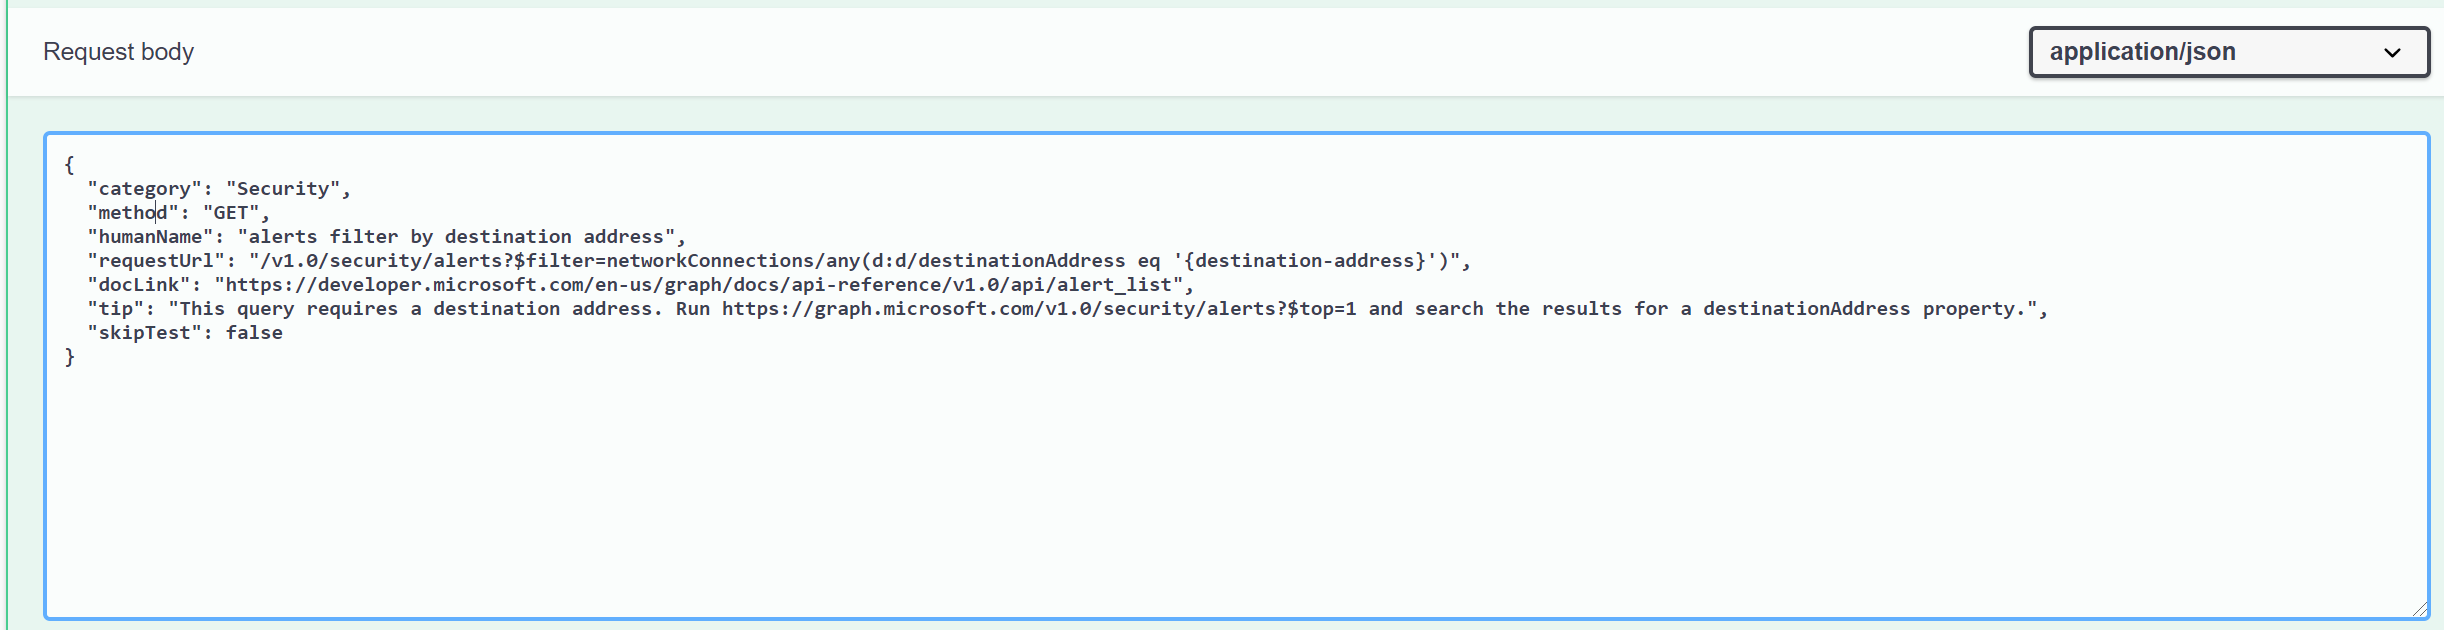 Request body
application/json
{
  "category": "Security",
  "method": "GET",
  "humanName": "alerts filter by destination address",
  "requestUrl": "/v1.0/security/alerts?$filter=networkConnections/any(d:d/destinationAddress eq '{destination-address}')",
  "docLink": "https://developer.microsoft.com/en-us/graph/docs/api-reference/v1.0/api/alert_list",
  "tip": "This query requires a destination address. Run https://graph.microsoft.com/v1.0/security/alerts?$top=1 and search the results for a destinationAddress property.",
  "skipTest": false
}